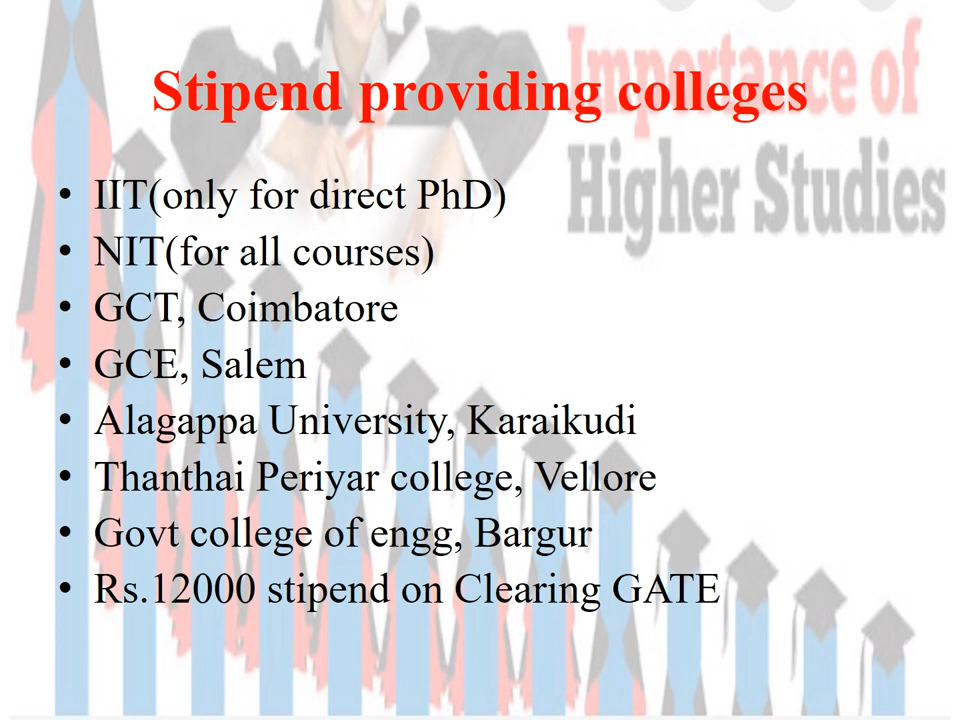 Importance of
Higher Studies
Stipend providing colleges
• IIT(only for direct PhD)
• NIT(for all courses)
• GCT, Coimbatore
• GCE, Salem
• Alagappa University, Karaikudi
• Thanthai Periyar college, Vellore
• Govt college of engg, Bargur
• Rs.12000 stipend on Clearing GATE